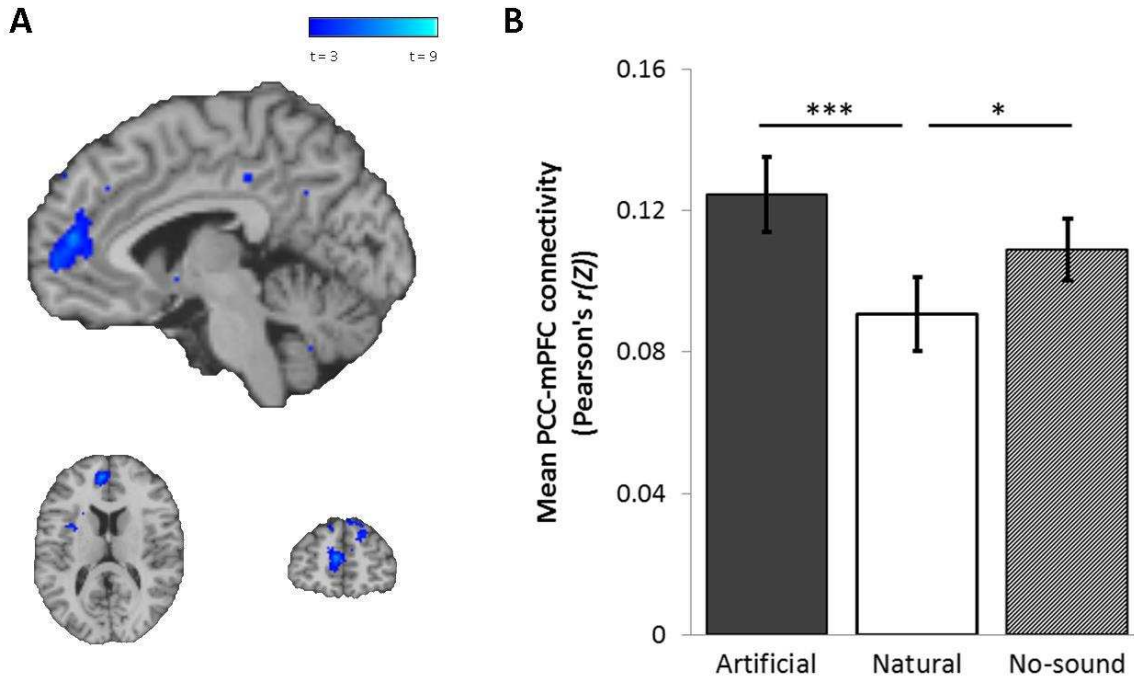 A
t = 3
t = 9
B
Mean PCC-mPFC connectivity
(Pearson's r(Z))
0.16
0.12
0.08
0.04
0
***
*
Artificial
Natural
No-sound